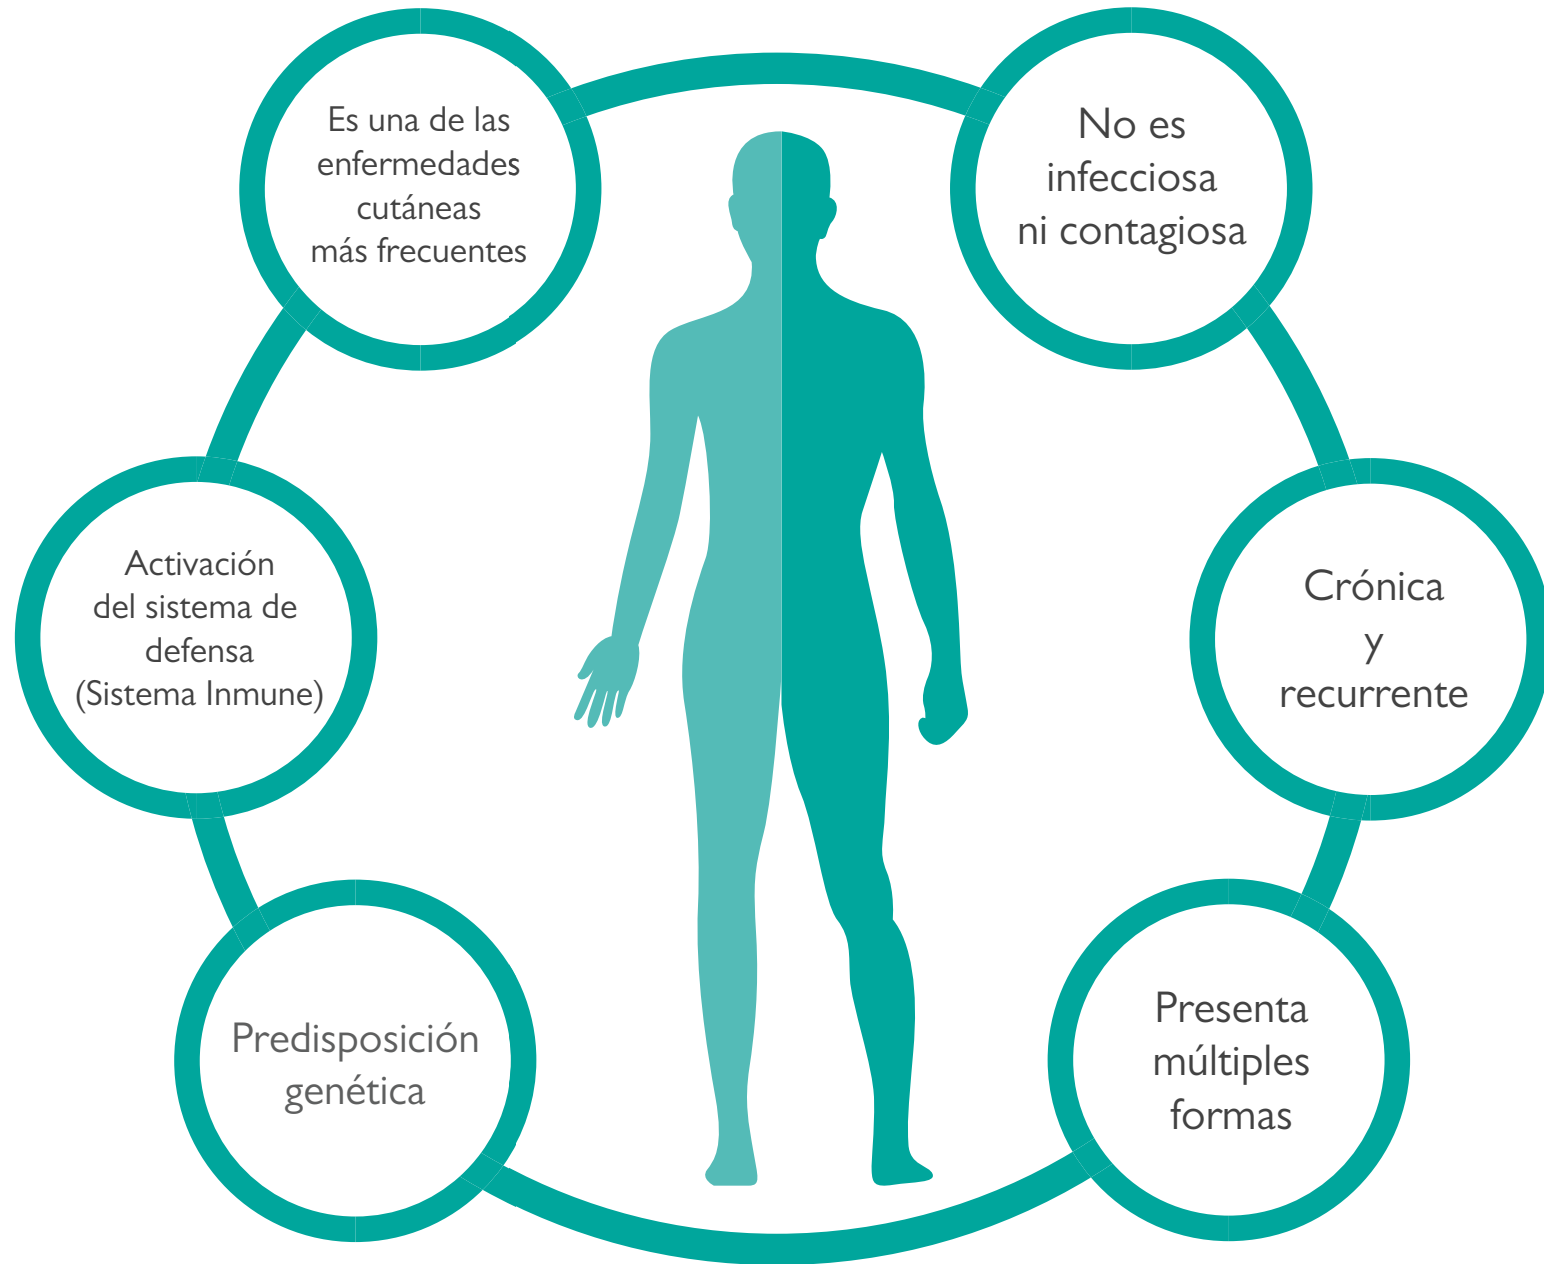 Es una de las
enfermedades
cutáneas
más frecuentes
No es
infecciosa
ni contagiosa
Activación
del sistema de
defensa
(Sistema Inmune)
Crónica
y
recurrente
Predisposición
genética
Presenta
múltiples
formas